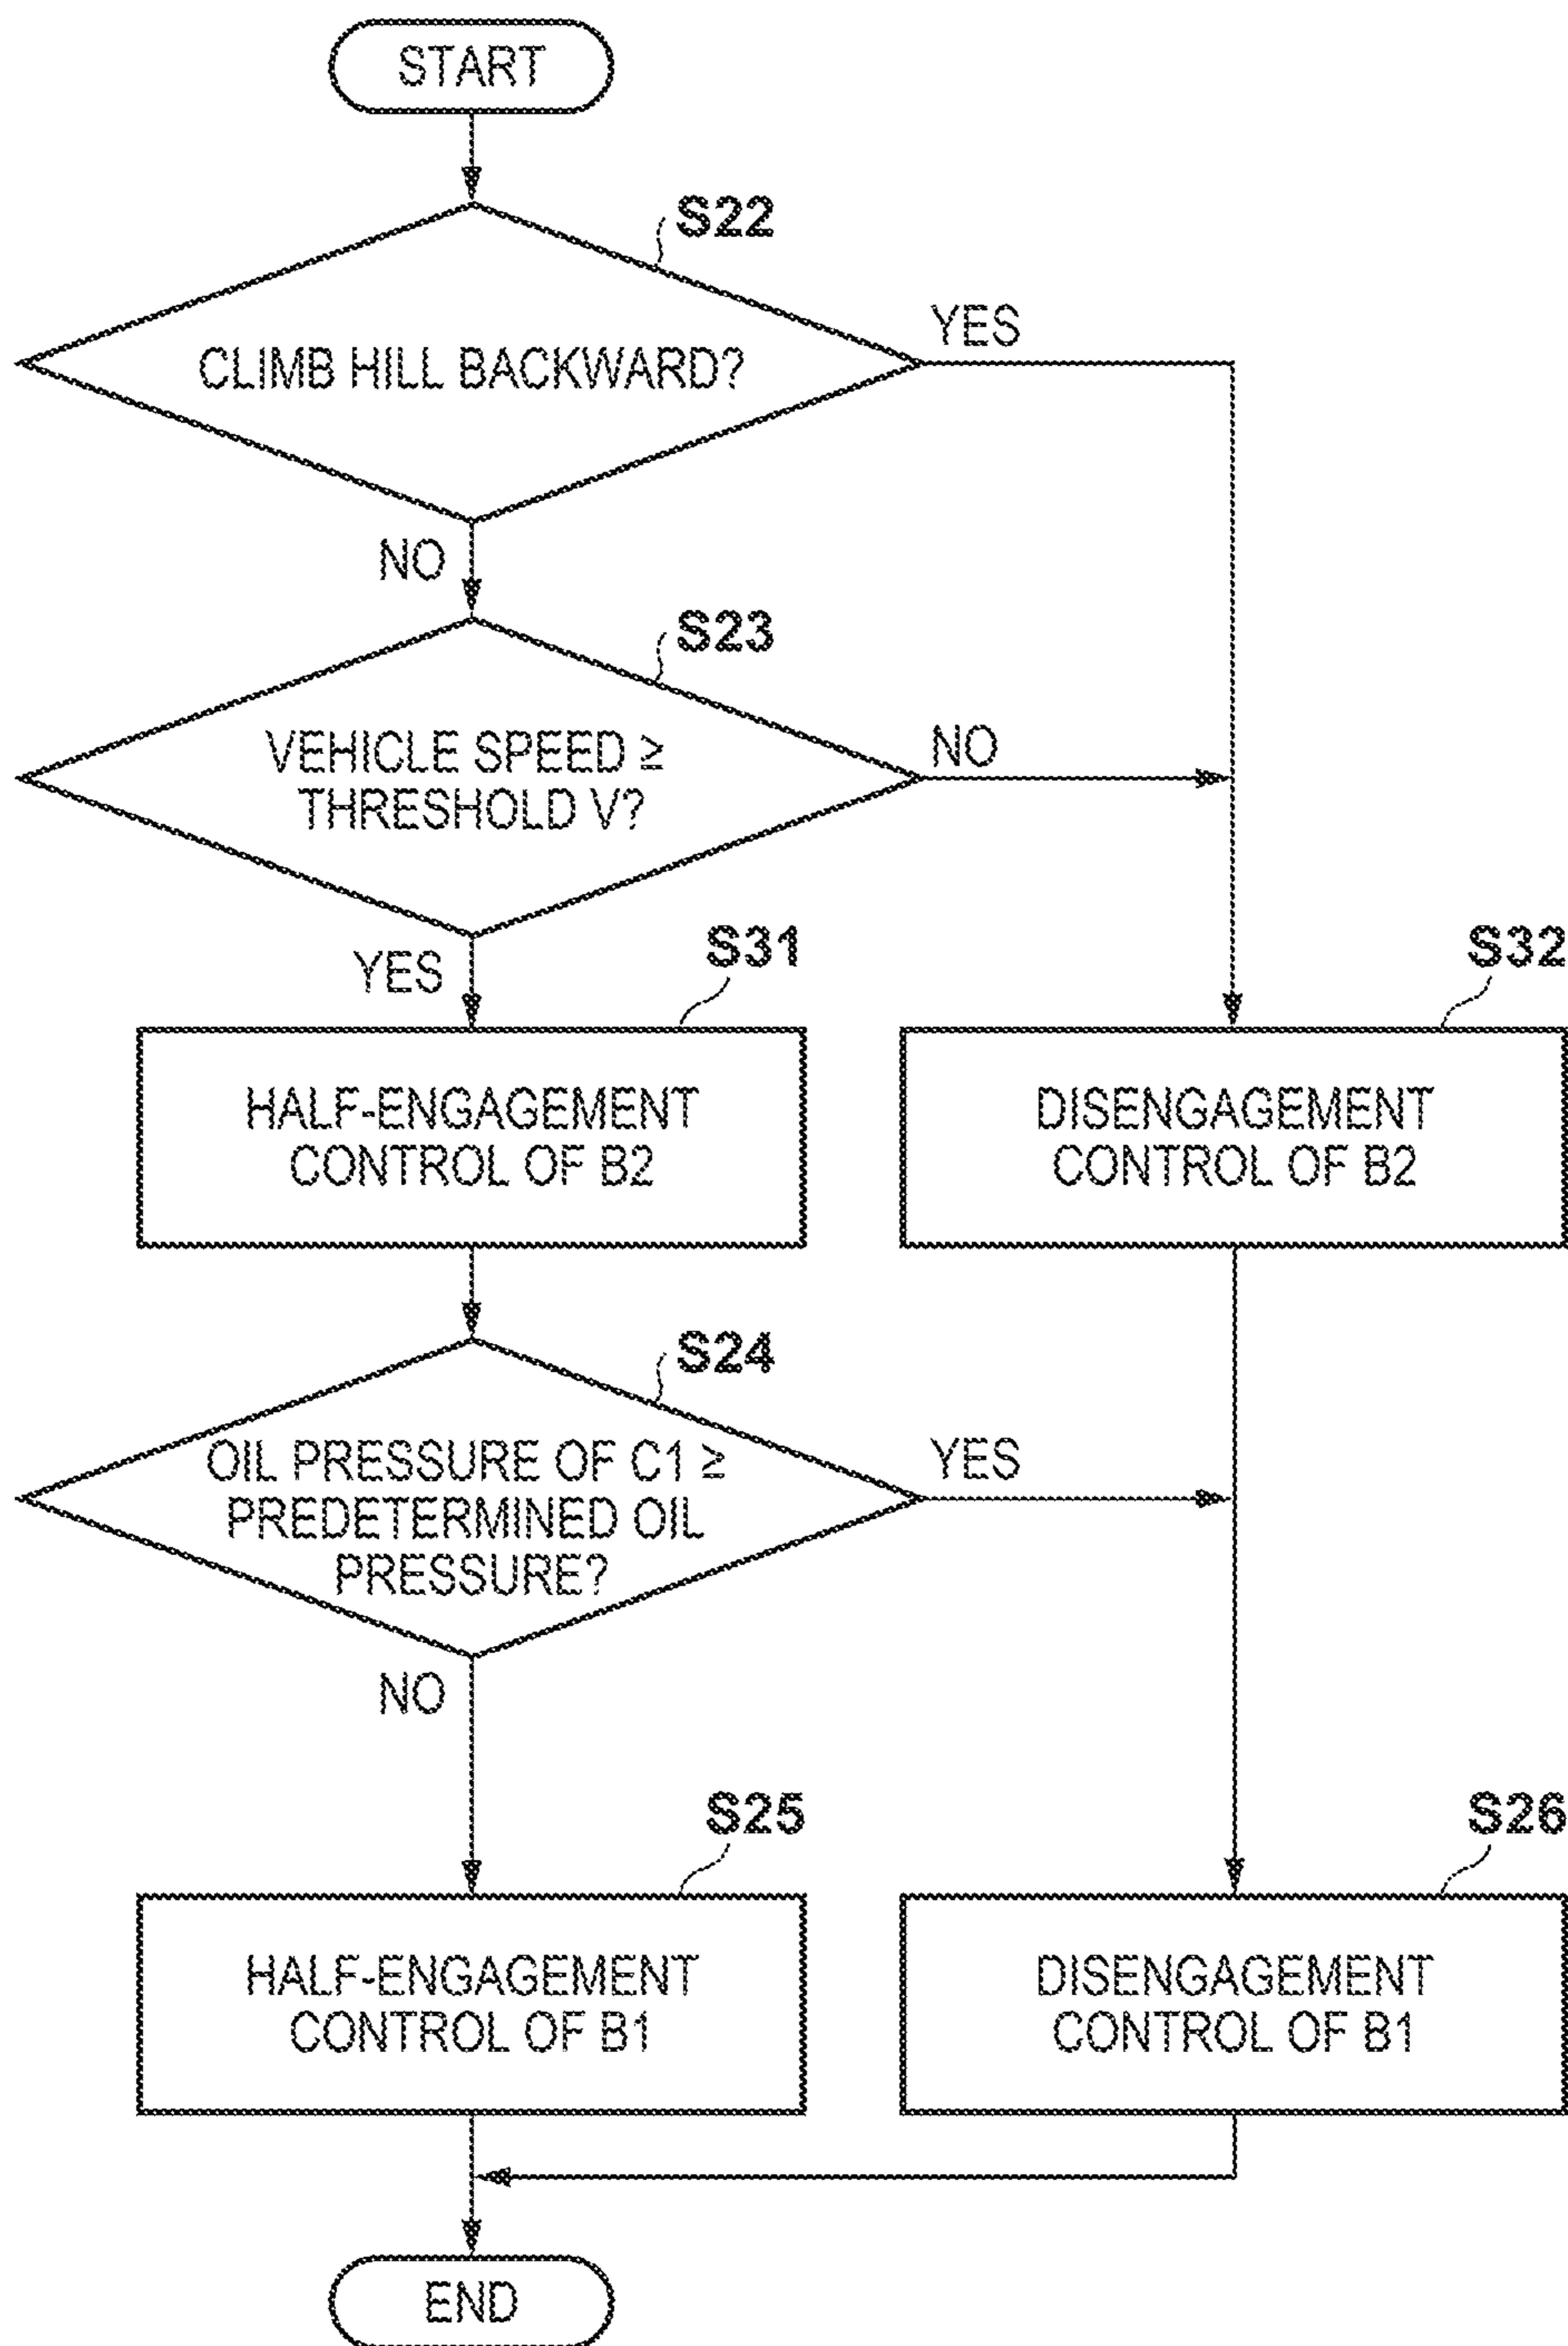 START
S22
CLIMB HILL BACKWARD?
YES
NO
S23
VEHICLE SPEED ≥
THRESHOLD V?
NO
YES
S31
S32
HALF-ENGAGEMENT
CONTROL OF B2
DISENGAGEMENT
CONTROL OF B2
S24
OIL PRESSURE OF C1 ≥
PREDETERMINED OIL
PRESSURE?
YES
NO
S25
S26
HALF-ENGAGEMENT
CONTROL OF B1
DISENGAGEMENT
CONTROL OF B1
END